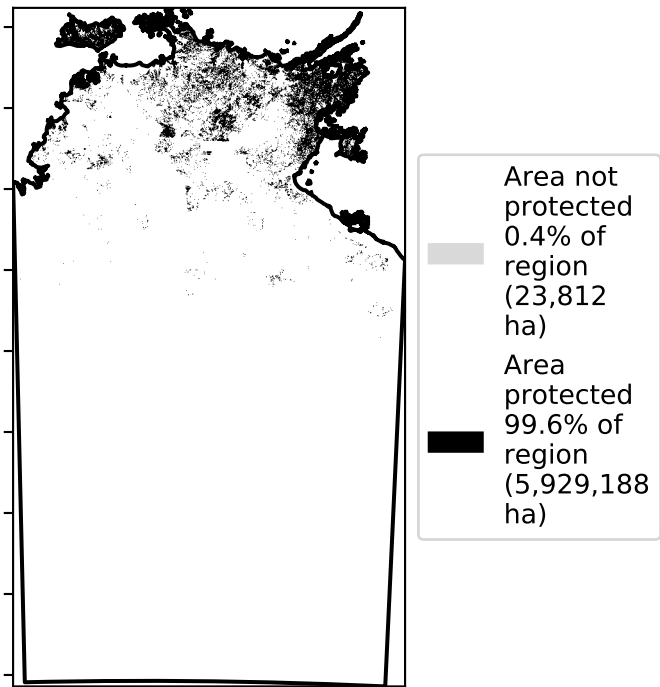 Area not
protected
0.4% of
region
(23,812
ha)
Area
protected
99.6% of
region
(5,929,188
ha)